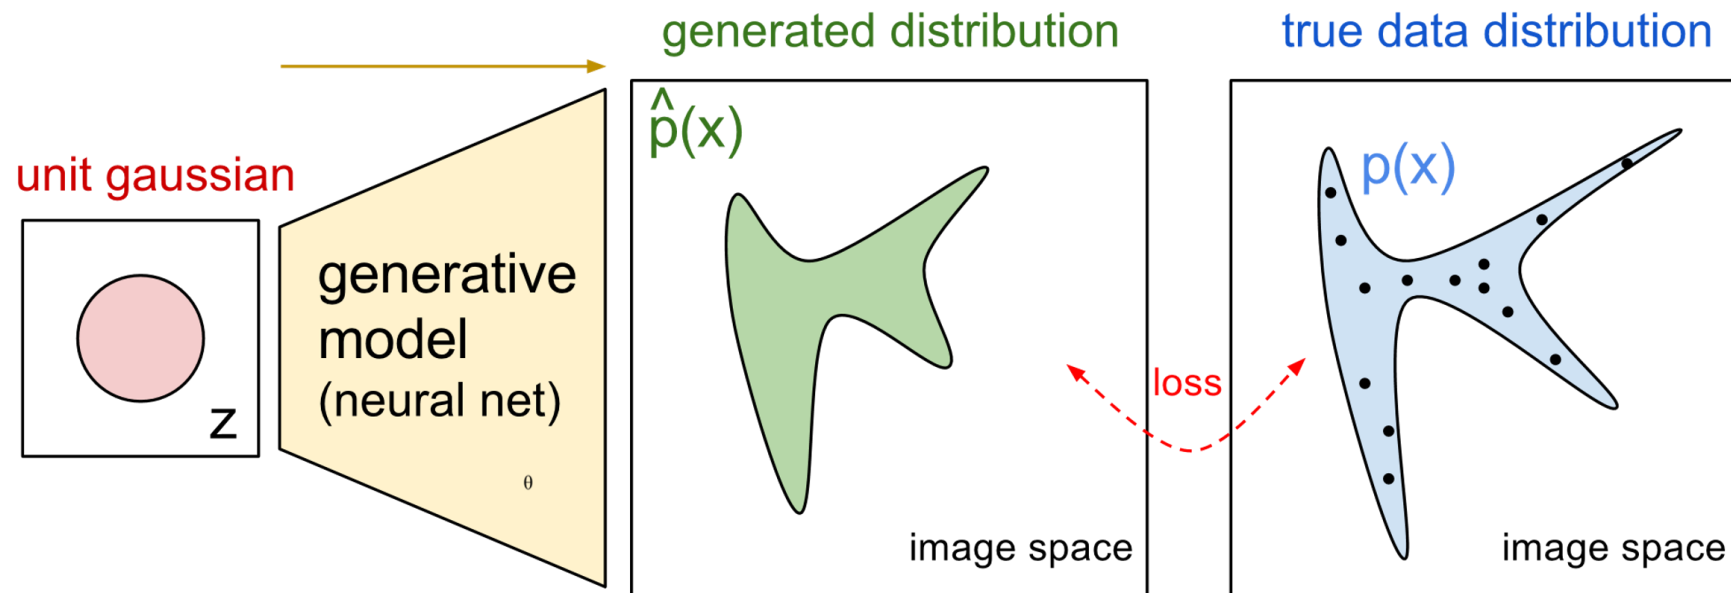 unit gaussian
z
generative
model
(neural net)
θ
generated distribution
p̂(x)
image space
loss
true data distribution
p(x)
image space